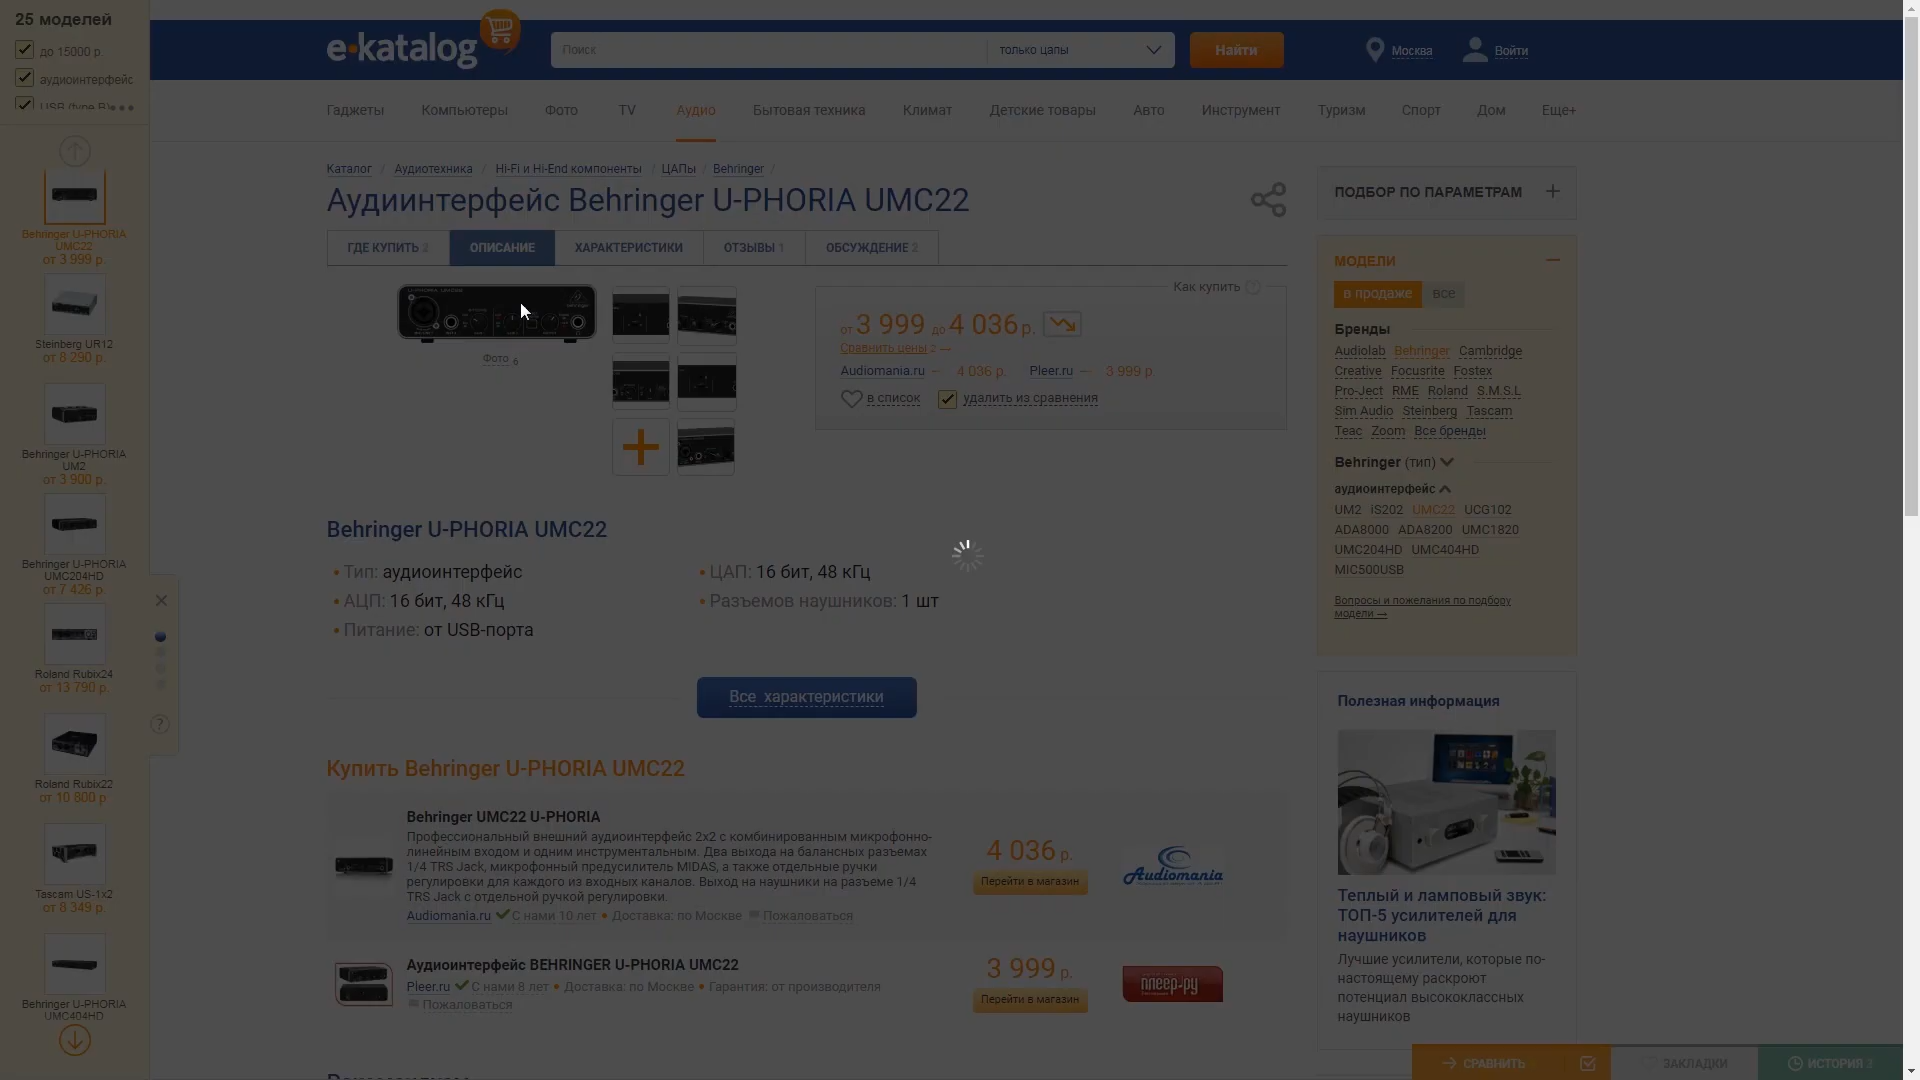 25 моделей
до 15000 р.
аудиоинтерфейс
USB (type B)
Behringer U-PHORIA
UMC22
от 3 999 р.
Steinberg UR12
от 8 290 р.
Behringer U-PHORIA
UM2
от 3 900 р.
Behringer U-PHORIA
UMC204HD
от 7 426 р.
Roland Rubix24
от 13 790 р.
Roland Rubix22
от 10 800 р.
Tascam US-1x2
от 8 349 р.
Behringer U-PHORIA
UMC404HD
?
e·katalog
Поиск
только цапы
Найти
Москва
Войти
Гаджеты Компьютеры Фото TV Аудио Бытовая техника Климат Детские товары Авто Инструмент Туризм Спорт Дом Еще+
Каталог / Аудиотехника / Hi-Fi и Hi-End компоненты / ЦАПы / Behringer /
Аудиинтерфейс Behringer U-PHORIA UMC22
ГДЕ КУПИТЬ 2 ОПИСАНИЕ ХАРАКТЕРИСТИКИ ОТЗЫВЫ 1 ОБСУЖДЕНИЕ 2
Фото 6
Как купить
от 3 999 до 4 036 р.
Сравнить цены 2 —
Audiomania.ru — 4 036 р. Pleer.ru — 3 999 р
в список удалить из сравнения
Behringer U-PHORIA UMC22
• Тип: аудиоинтерфейс
• АЦП: 16 бит, 48 кГц
• Питание: от USB-порта
• ЦАП: 16 бит, 48 кГц
• Разъемов наушников: 1 шт
Все характеристики
Купить Behringer U-PHORIA UMC22
Behringer UMC22 U-PHORIA
Профессиональный внешний аудиоинтерфейс 2x2 с комбинированным микрофонно-
линейным входом и одним инструментальным. Два выхода на балансных разъемах
1/4 TRS Jack, микрофонный предусилитель MIDAS, а также отдельные ручки
регулировки для каждого из входных каналов. Выход на наушники на разъеме 1/4
TRS Jack с отдельной ручкой регулировки.
Audiomania.ru С нами 10 лет • Доставка: по Москве Пожаловаться
4 036 р.
Перейти в магазин
Audiomania
Аудиоинтерфейс BEHRINGER U-PHORIA UMC22
Pleer.ru С нами 8 лет • Доставка: по Москве • Гарантия: от производителя
Пожаловаться
3 999 р.
Перейти в магазин
плеер.ру
ПОДБОР ПО ПАРАМЕТРАМ
МОДЕЛИ
в продаже все
Бренды
Audiolab Behringer Cambridge
Creative Focusrite Fostex
Pro-Ject RME Roland S.M.S.L
Sim Audio Steinberg Tascam
Teac Zoom Все бренды
Behringer (тип)
аудиоинтерфейс
UM2 iS202 UMC22 UCG102
ADA8000 ADA8200 UMC1820
UMC204HD UMC404HD
MIC500USB
Вопросы и пожелания по подбору
модели →
Полезная информация
Теплый и ламповый звук:
ТОП-5 усилителей для
наушников
Лучшие усилители, которые по-
настоящему раскроют
потенциал высококлассных
наушников
СРАВНИТЬ
ЗАКЛАДКИ
ИСТОРИЯ